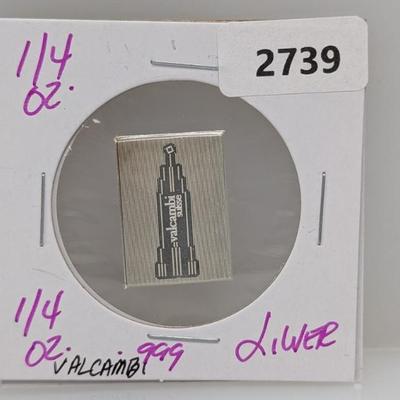 1/4
OZ.
2739
valcambi
suisse
1/4
OZ. VALCAMBI .999 SILVER